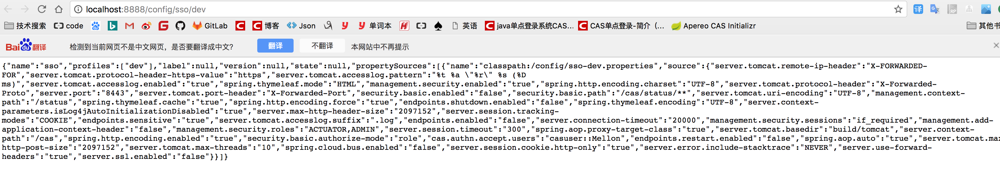 localhost:8888/config/sso/dev
译
RP
技术搜索 code GitLab 博客 Json 单词本 英语 java单点登录系统CAS... CAS单点登录-简介（... Apereo CAS Initializr 其他书
Bai du 翻译 检测到当前网页不是中文网页，是否要翻译成中文？ 翻译 不翻译 本网站中不再提示
{"name":"sso","profiles":["dev"],"label":null,"version":null,"state":null,"propertySources":[{"name":"classpath:/config/sso-dev.properties","source":{"server.tomcat.remote-ip-header":"X-FORWARDED-
FOR","server.tomcat.protocol-header-https-value":"https","server.tomcat.accesslog.pattern":"%t %a \"%r\" %s (%D
ms)","server.tomcat.accesslog.enabled":"true","spring.thymeleaf.mode":"HTML","management.security.enabled":"true","spring.http.encoding.charset":"UTF-8","server.tomcat.protocol-header":"X-Forwarded-
Proto","server.port":"8443","server.tomcat.port-header":"X-Forwarded-Port","security.basic.enabled":"false","security.basic.path":"/cas/status/**","server.tomcat.uri-encoding":"UTF-8","management.context-
path":"/status","spring.thymeleaf.cache":"true","spring.http.encoding.force":"true","endpoints.shutdown.enabled":"false","spring.thymeleaf.encoding":"UTF-8","server.context-
parameters.isLog4jAutoInitializationDisabled":"true","server.max-http-header-size":"2097152","server.session.tracking-
modes":"COOKIE","endpoints.sensitive":"true","server.tomcat.accesslog.suffix":".log","endpoints.enabled":"false","server.connection-timeout":"20000","management.security.sessions":"if_required","management.add-
application-context-header":"false","management.security.roles":"ACTUATOR,ADMIN","server.session.timeout":"300","spring.aop.proxy-target-class":"true","server.tomcat.basedir":"build/tomcat","server.context-
path":"/cas","spring.http.encoding.enabled":"true","security.basic.authorize-mode":"role","cas.authn.accept.users":"casuser::Mellon","endpoints.restart.enabled":"false","spring.aop.auto":"true","server.tomcat.max
http-post-size":"2097152","server.tomcat.max-threads":"10","spring.cloud.bus.enabled":"false","server.session.cookie.http-only":"true","server.error.include-stacktrace":"NEVER","server.use-forward-
headers":"true","server.ssl.enabled":"false"}}]}